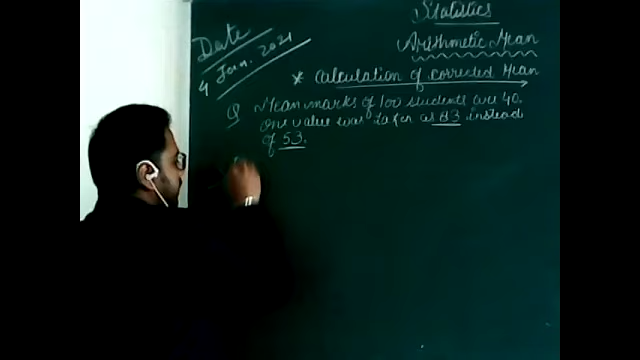 Statistics
Arithmetic Mean
Date
4 Jan. 2021
* Calculation of corrected Mean
Q Mean marks of 100 students are 40.
One value was taken as 83 instead
of 53.